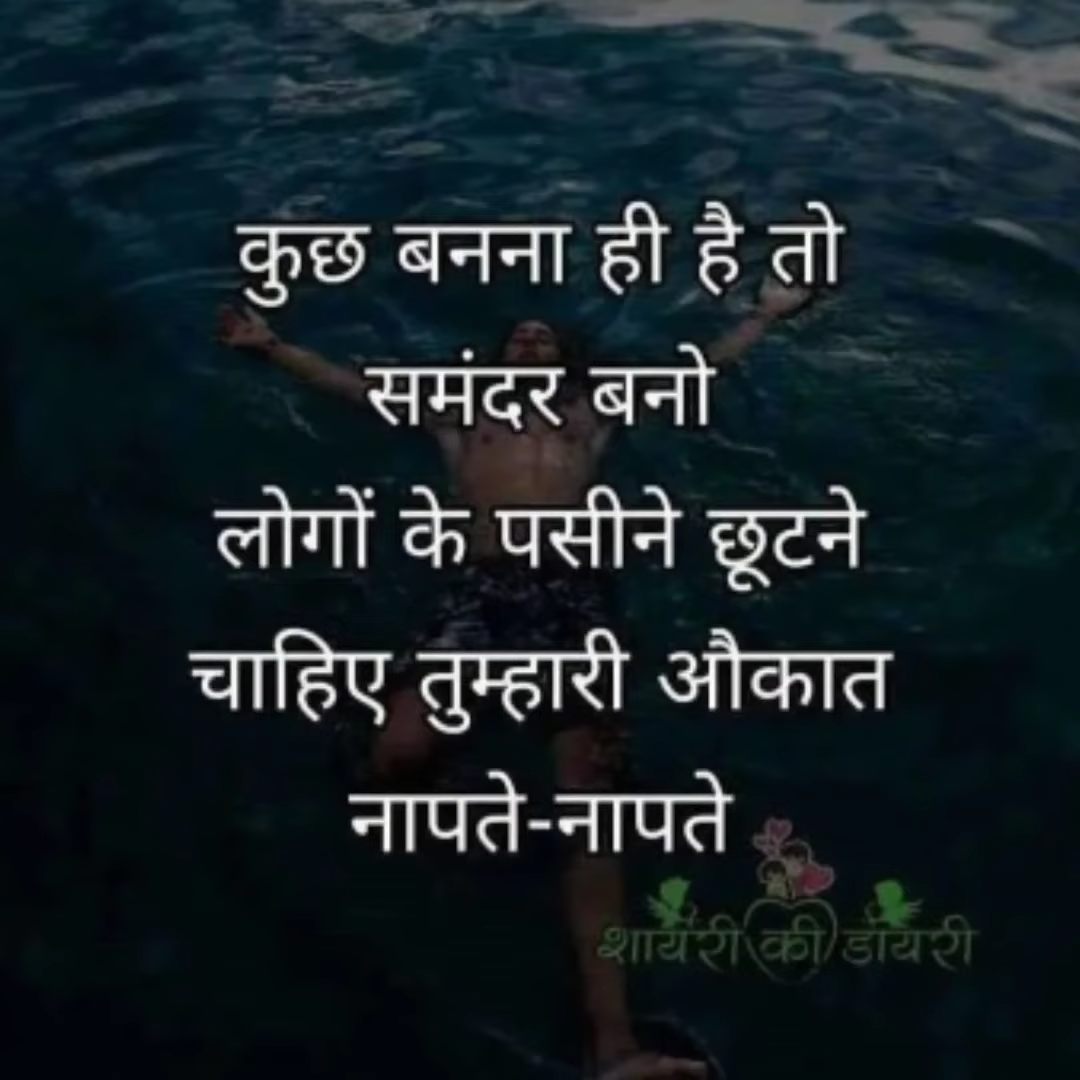 कुछ बनना ही है तो
समंदर बनो
लोगों के पसीने छूटने
चाहिए तुम्हारी औकात
नापते-नापते
शायरी की डायरी